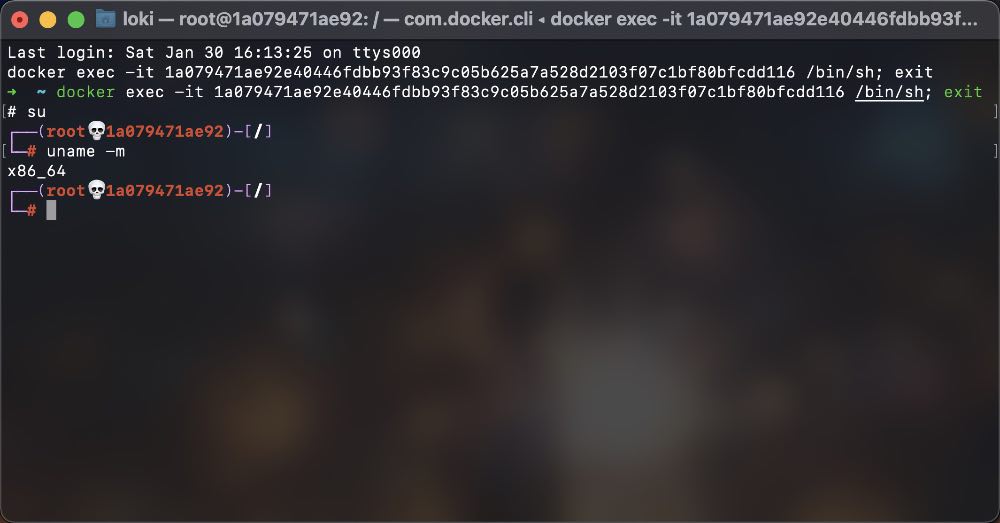 loki — root@1a079471ae92: / — com.docker.cli ◂ docker exec -it 1a079471ae92e40446fdbb93f...
Last login: Sat Jan 30 16:13:25 on ttys000
docker exec -it 1a079471ae92e40446fdbb93f83c9c05b625a7a528d2103f07c1bf80bfcdd116 /bin/sh; exit
➜  ~ docker exec -it 1a079471ae92e40446fdbb93f83c9c05b625a7a528d2103f07c1bf80bfcdd116 /bin/sh; exit
# su
┌──(root💀1a079471ae92)-[/]
└─# uname -m
x86_64
┌──(root💀1a079471ae92)-[/]
└─#